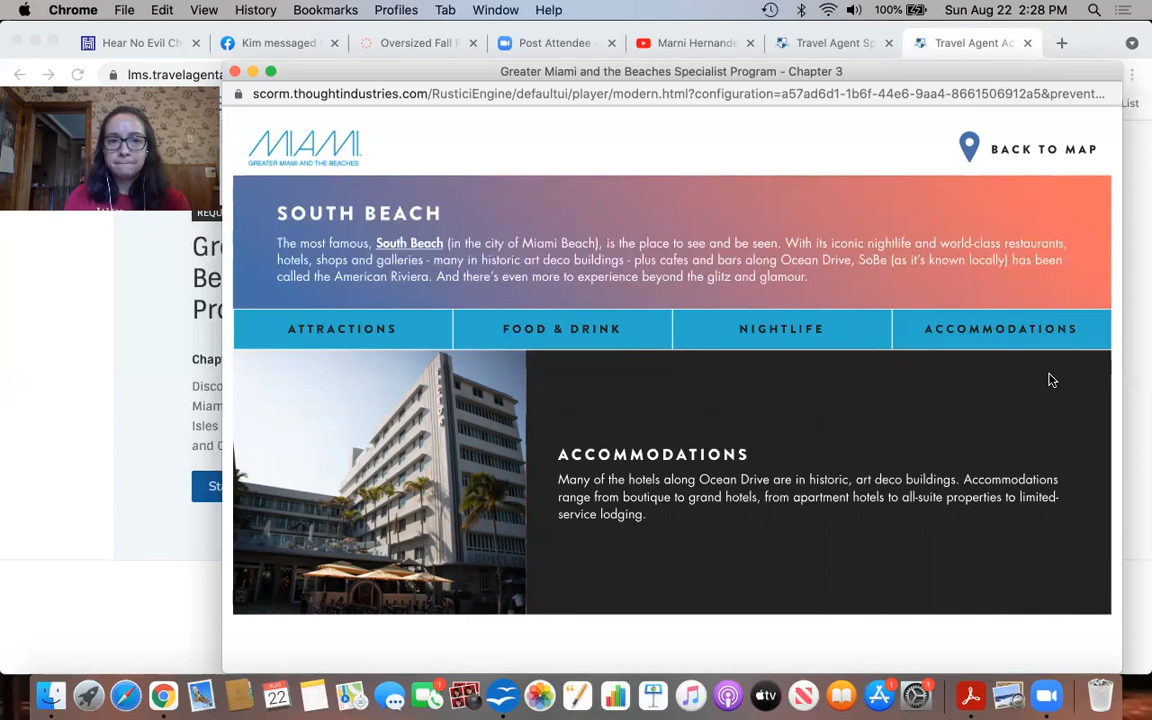 Chrome File Edit View History Bookmarks Profiles Tab Window Help 100% Sun Aug 22 2:28 PM
Hear No Evil Ch Kim messaged Oversized Fall F Post Attendee - Marni Hernande Travel Agent Sp Travel Agent Ac
lms.travelagent
Greater Miami and the Beaches Specialist Program - Chapter 3
scorm.thoughtindustries.com/RusticiEngine/defaultui/player/modern.html?configuration=a57ad6d1-1b6f-44e6-9aa4-8661506912a5&prevent...
List
MIAMI
GREATER MIAMI AND THE BEACHES
BACK TO MAP
REQU
Gre
Be
Pro
Chap
Disco
Miam
Isles
and C
Sta
SOUTH BEACH
The most famous, South Beach (in the city of Miami Beach), is the place to see and be seen. With its iconic nightlife and world-class restaurants,
hotels, shops and galleries - many in historic art deco buildings - plus cafes and bars along Ocean Drive, SoBe (as it's known locally) has been
called the American Riviera. And there's even more to experience beyond the glitz and glamour.
ATTRACTIONS FOOD & DRINK NIGHTLIFE ACCOMMODATIONS
ACCOMMODATIONS
Many of the hotels along Ocean Drive are in historic, art deco buildings. Accommodations
range from boutique to grand hotels, from apartment hotels to all-suite properties to limited-
service lodging.
AUG
22
1
tv
1
1